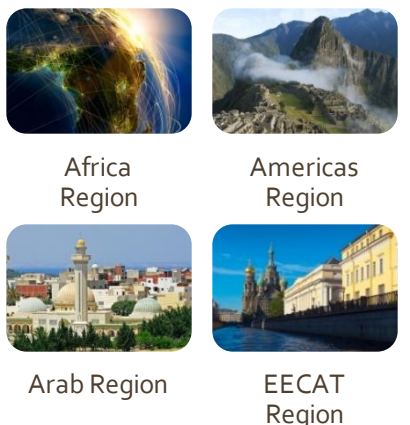 Africa
Region
Americas
Region
Arab Region
EECAT
Region